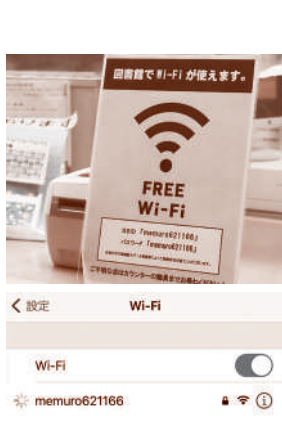 図書館でWi-Fiが使えます。
FREE
Wi-Fi
SSID 「memuro621166」
パスワード 「memuro621166」
ご不明な点はカウンターの職員までお尋ねください
設定
Wi-Fi
Wi-Fi
memuro621166